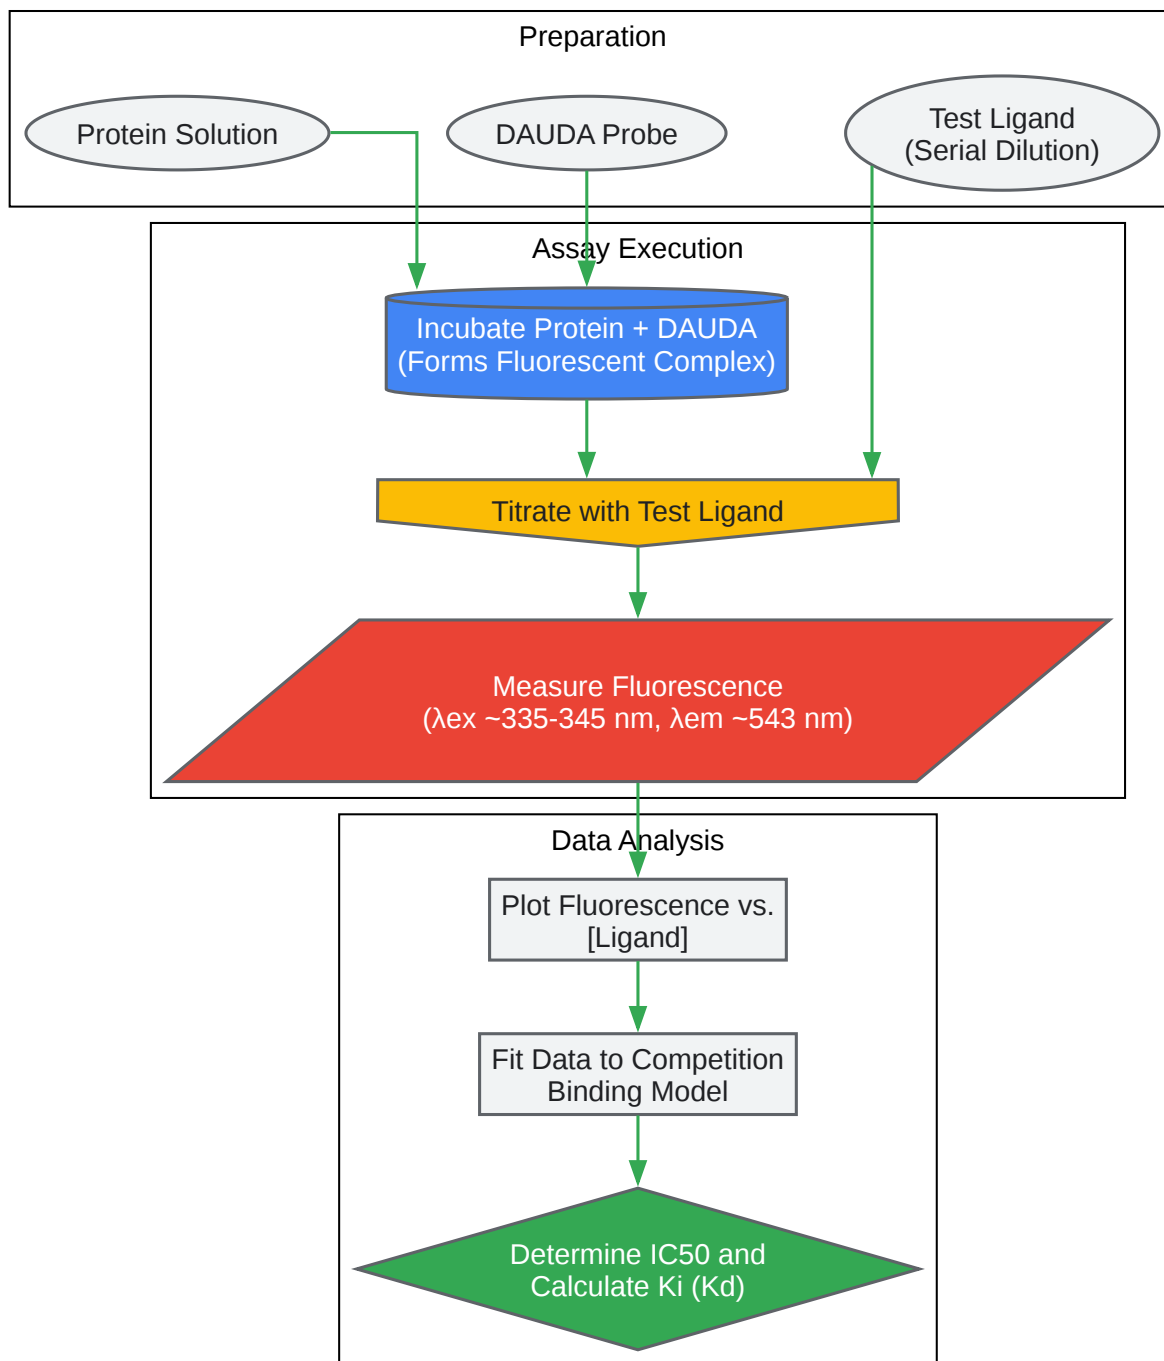 Preparation
Protein Solution
DAUDA Probe
Test Ligand
(Serial Dilution)
Assay Execution
Incubate Protein + DAUDA
(Forms Fluorescent Complex)
Titrate with Test Ligand
Measure Fluorescence
(λex ~335-345 nm, λem ~543 nm)
Data Analysis
Plot Fluorescence vs.
[Ligand]
Fit Data to Competition
Binding Model
Determine IC50 and
Calculate Ki (Kd)